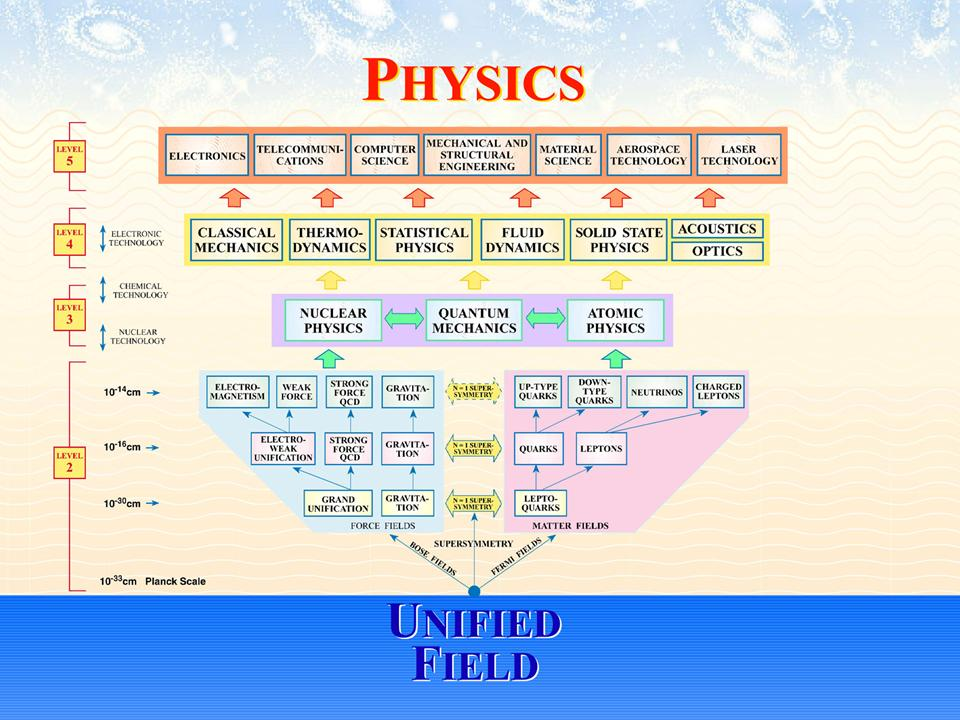 PHYSICS
LEVEL
5
ELECTRONICS
TELECOMMUNI-
CATIONS
COMPUTER
SCIENCE
MECHANICAL AND
STRUCTURAL
ENGINEERING
MATERIAL
SCIENCE
AEROSPACE
TECHNOLOGY
LASER
TECHNOLOGY
LEVEL
4
ELECTRONIC
TECHNOLOGY
CLASSICAL
MECHANICS
THERMO-
DYNAMICS
STATISTICAL
PHYSICS
FLUID
DYNAMICS
SOLID STATE
PHYSICS
ACOUSTICS
OPTICS
CHEMICAL
TECHNOLOGY
LEVEL
3
NUCLEAR
TECHNOLOGY
NUCLEAR
PHYSICS
QUANTUM
MECHANICS
ATOMIC
PHYSICS
LEVEL
2
10-14cm
ELECTRO-
MAGNETISM
WEAK
FORCE
STRONG
FORCE
QCD
GRAVITA-
TION
N = 1 SUPER-
SYMMETRY
UP-TYPE
QUARKS
DOWN-
TYPE
QUARKS
NEUTRINOS
CHARGED
LEPTONS
10-16cm
ELECTRO-
WEAK
UNIFICATION
STRONG
FORCE
QCD
GRAVITA-
TION
N = 1 SUPER-
SYMMETRY
QUARKS
LEPTONS
10-30cm
GRAND
UNIFICATION
GRAVITA-
TION
N = 1 SUPER-
SYMMETRY
LEPTO-
QUARKS
FORCE FIELDS
MATTER FIELDS
SUPERSYMMETRY
BOSE FIELDS
FERMI FIELDS
10-33cm Planck Scale
UNIFIED
FIELD